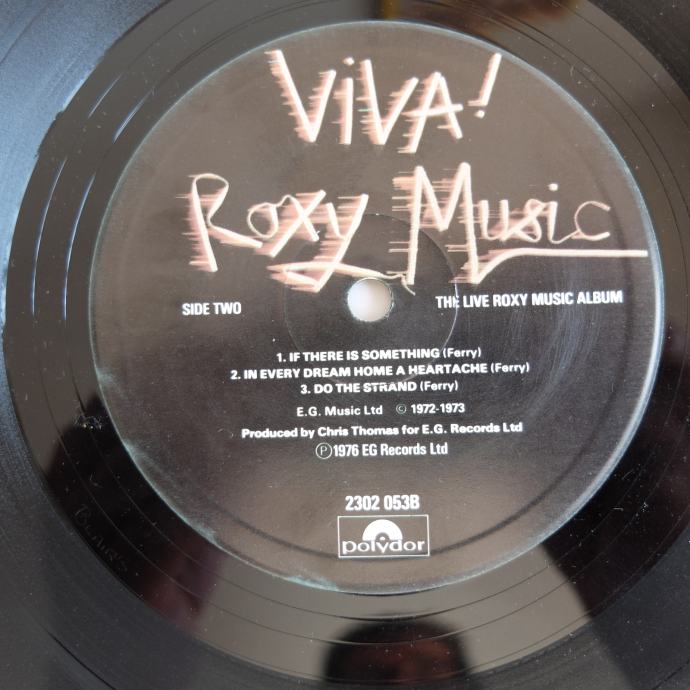 ViVA!
Roxy Music
SIDE TWO THE LIVE ROXY MUSIC ALBUM
1. IF THERE IS SOMETHING (Ferry)
2. IN EVERY DREAM HOME A HEARTACHE (Ferry)
3. DO THE STRAND (Ferry)
E.G. Music Ltd © 1972-1973
Produced by Chris Thomas for E.G. Records Ltd
Ⓟ1976 EG Records Ltd
2302 053B
polydor